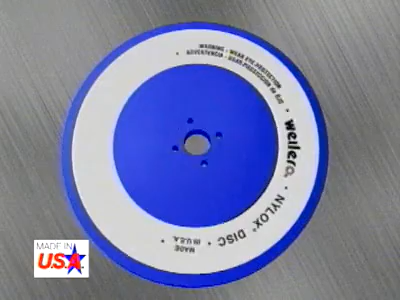 WARNING - WEAR EYE PROTECTION
ADVERTENCIA - USAR PROTECCION DE OJO
weiler®
• NYLOX® DISC •
MADE
IN U.S.A.
MADE IN
USA